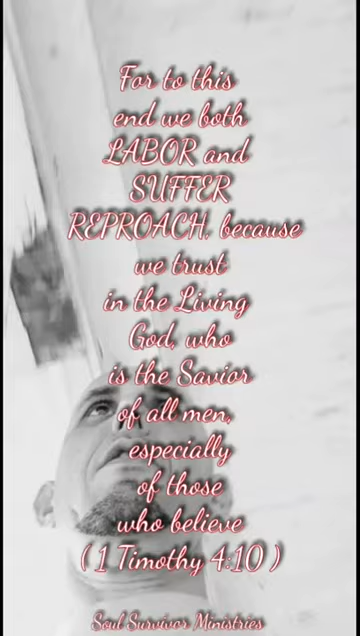 For to this
end we both
LABOR and
SUFFER
REPROACH, because
we trust
in the Living
God, who
is the Savior
of all men,
especially
of those
who believe
( 1 Timothy 4:10 )
Soul Survivor Ministries